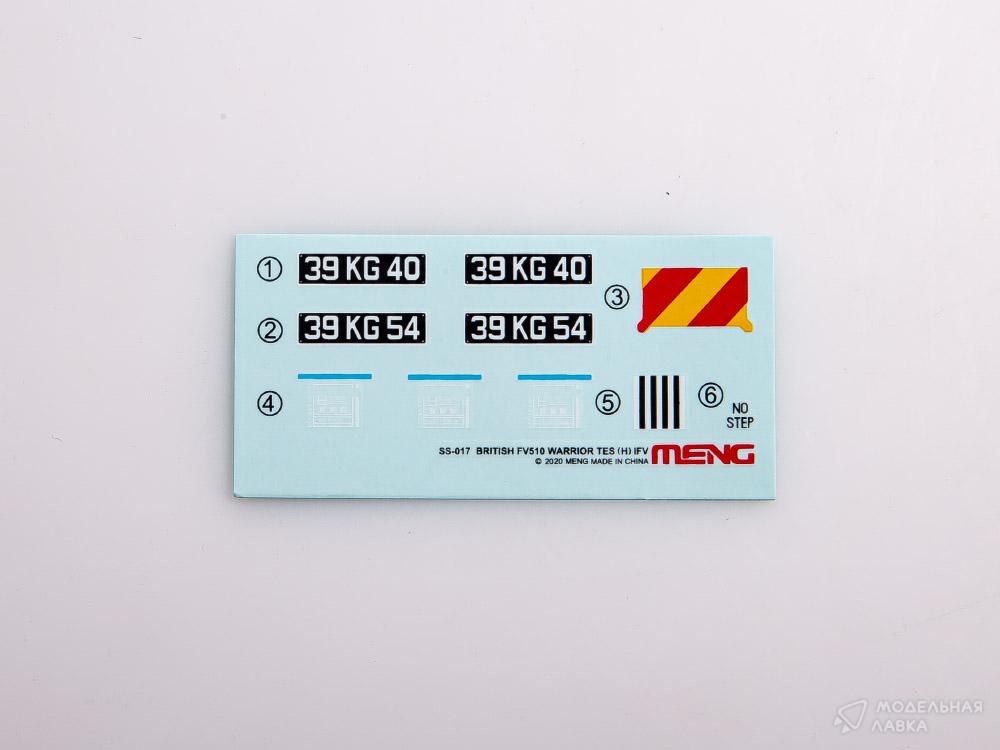 ① 39 KG 40 39 KG 40
③
② 39 KG 54 39 KG 54
④ ⑤ ⑥ NO
STEP
SS-017 BRITISH FV510 WARRIOR TES (H) IFV MENG
© 2020 MENG MADE IN CHINA
МОДЕЛЬНАЯ
ЛАВКА